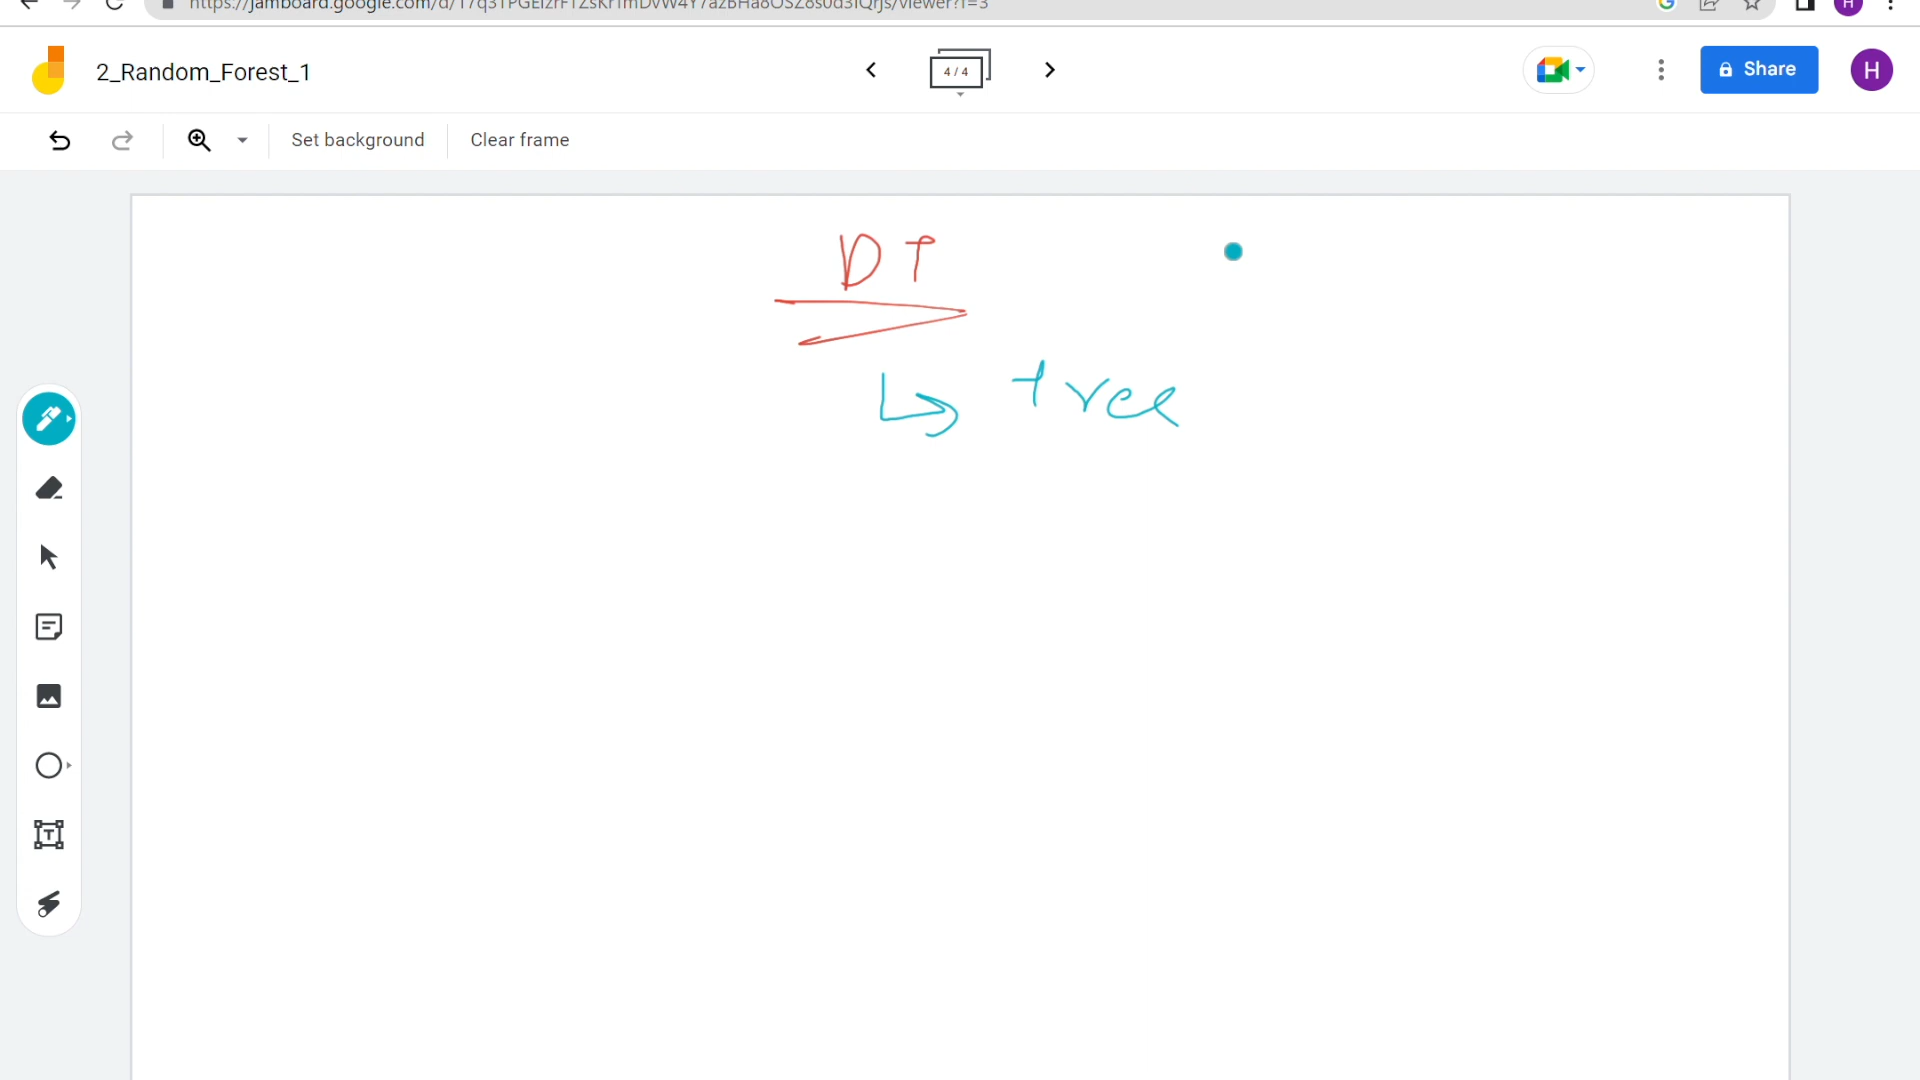 2_Random_Forest_1
4 / 4
Share
H
Set background
Clear frame
DT
tree